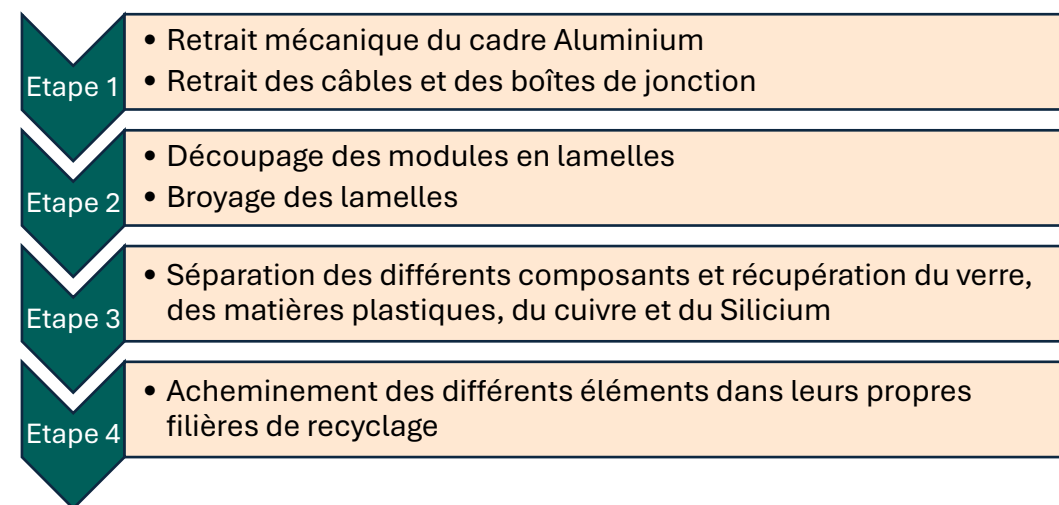 Etape 1
• Retrait mécanique du cadre Aluminium
• Retrait des câbles et des boîtes de jonction
Etape 2
• Découpage des modules en lamelles
• Broyage des lamelles
Etape 3
• Séparation des différents composants et récupération du verre,
des matières plastiques, du cuivre et du Silicium
Etape 4
• Acheminement des différents éléments dans leurs propres
filières de recyclage